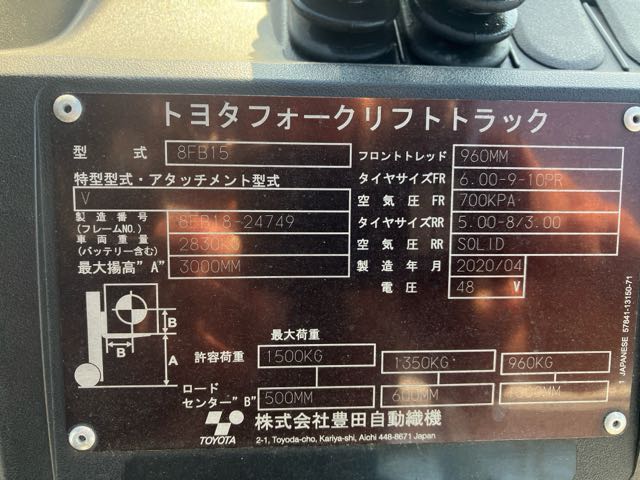 トヨタフォークリフトトラック
型 式 8FB15 フロントトレッド 960MM
特型型式・アタッチメント型式 タイヤサイズFR 6.00-9-10PR
V 空気圧FR 700KPA
製造番号 (フレームNO.) 8FB18-24749 タイヤサイズRR 5.00-8/3.00
車両重量 (バッテリー含む) 2830KG 空気圧RR SOLID
最大揚高"A" 3000MM 製造年月 2020/04
電圧 48 V
B
B
A
最大荷重
許容荷重 1500KG 1350KG 960KG
ロードセンター"B" 500MM 600MM
TOYOTA 株式会社豊田自動織機
2-1, Toyoda-cho, Kariya-shi, Aichi 448-8671 Japan
1 JAPANESE 57641-13150-71